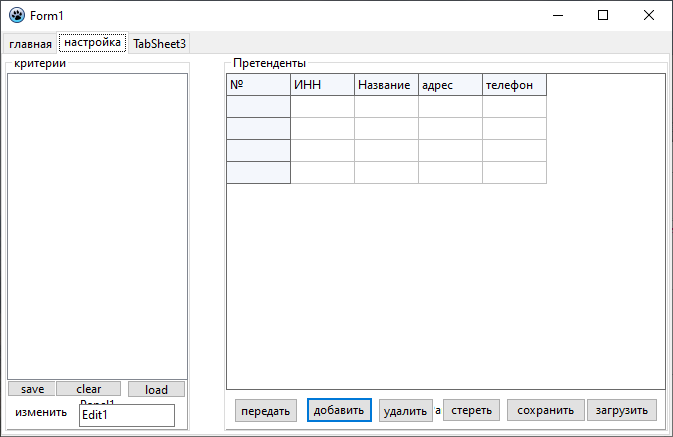 Form1
главная настройка TabSheet3
критерии
Претенденты
№ ИНН Название адрес телефон
save clear load
Panel1
изменить Edit1
передать добавить удалить а стереть сохранить загрузить